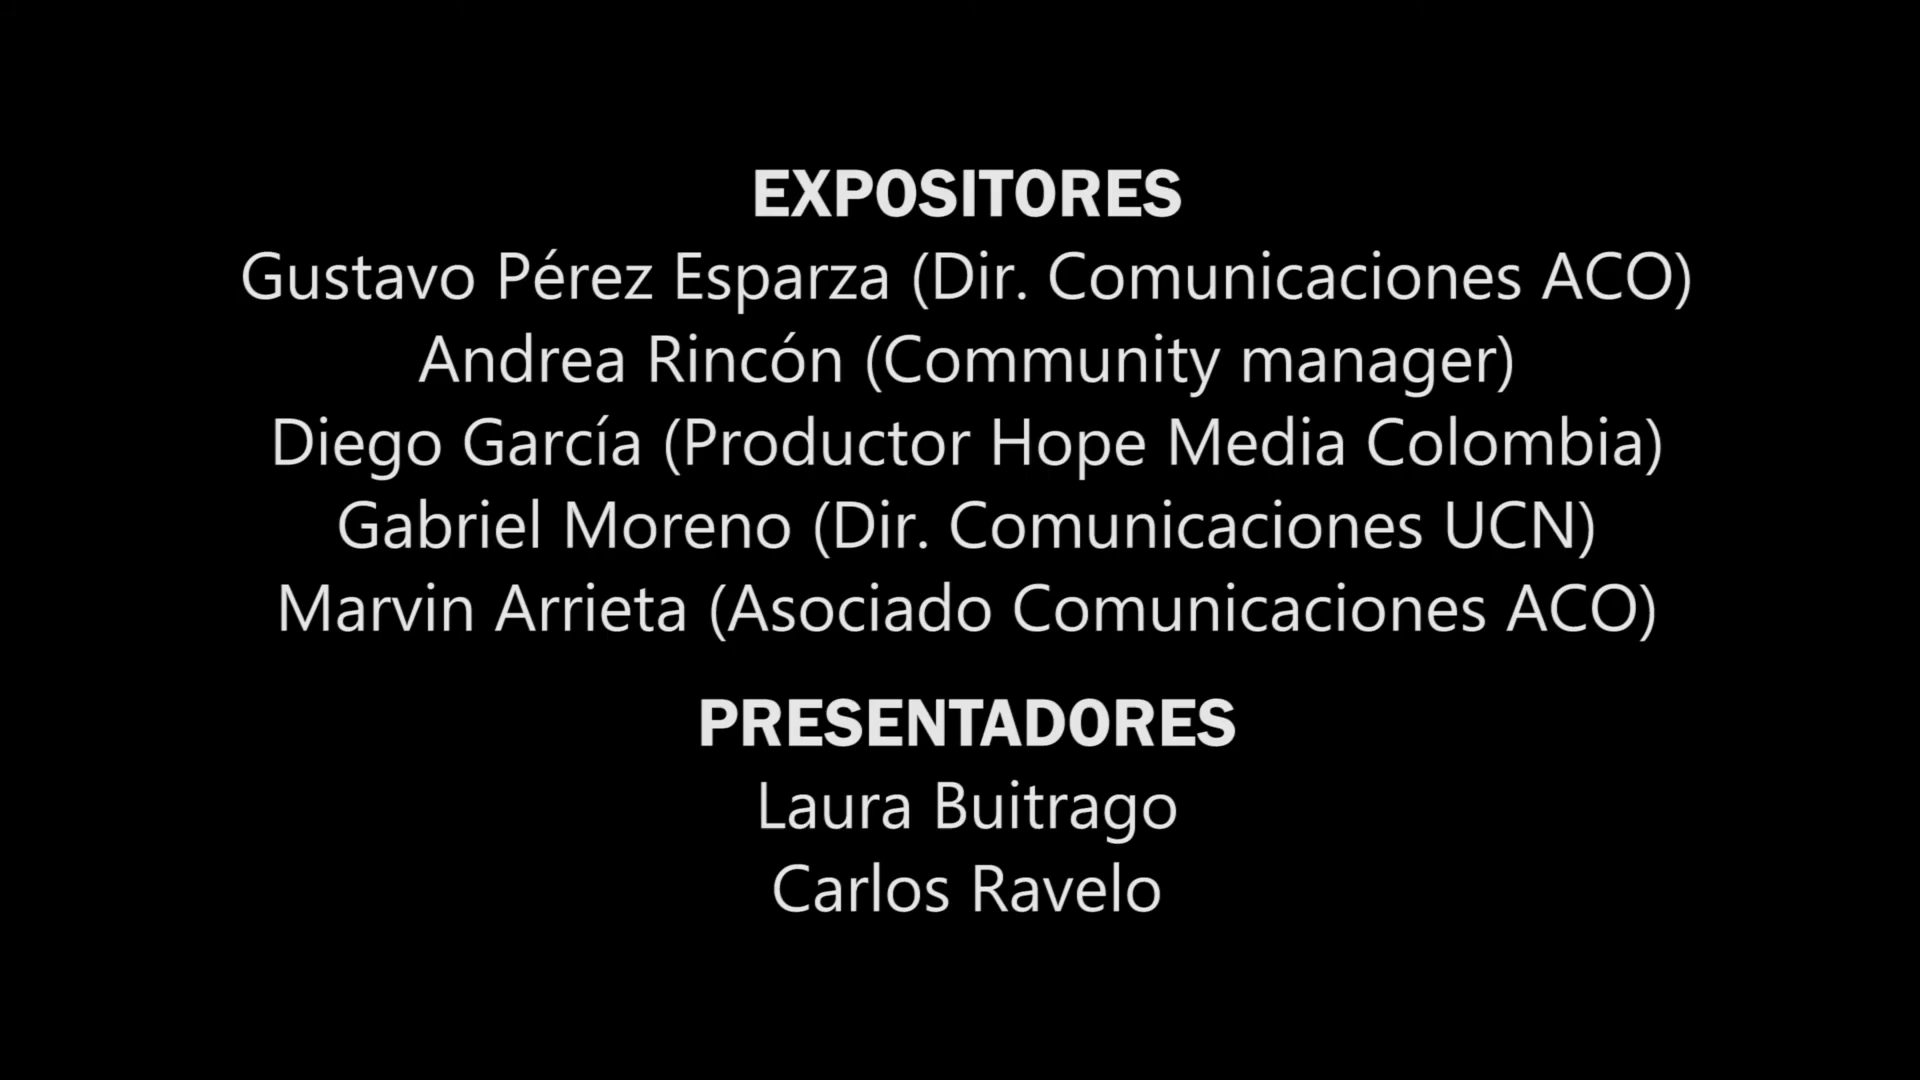 EXPOSITORES
Gustavo Pérez Esparza (Dir. Comunicaciones ACO)
Andrea Rincón (Community manager)
Diego García (Productor Hope Media Colombia)
Gabriel Moreno (Dir. Comunicaciones UCN)
Marvin Arrieta (Asociado Comunicaciones ACO)
PRESENTADORES
Laura Buitrago
Carlos Ravelo